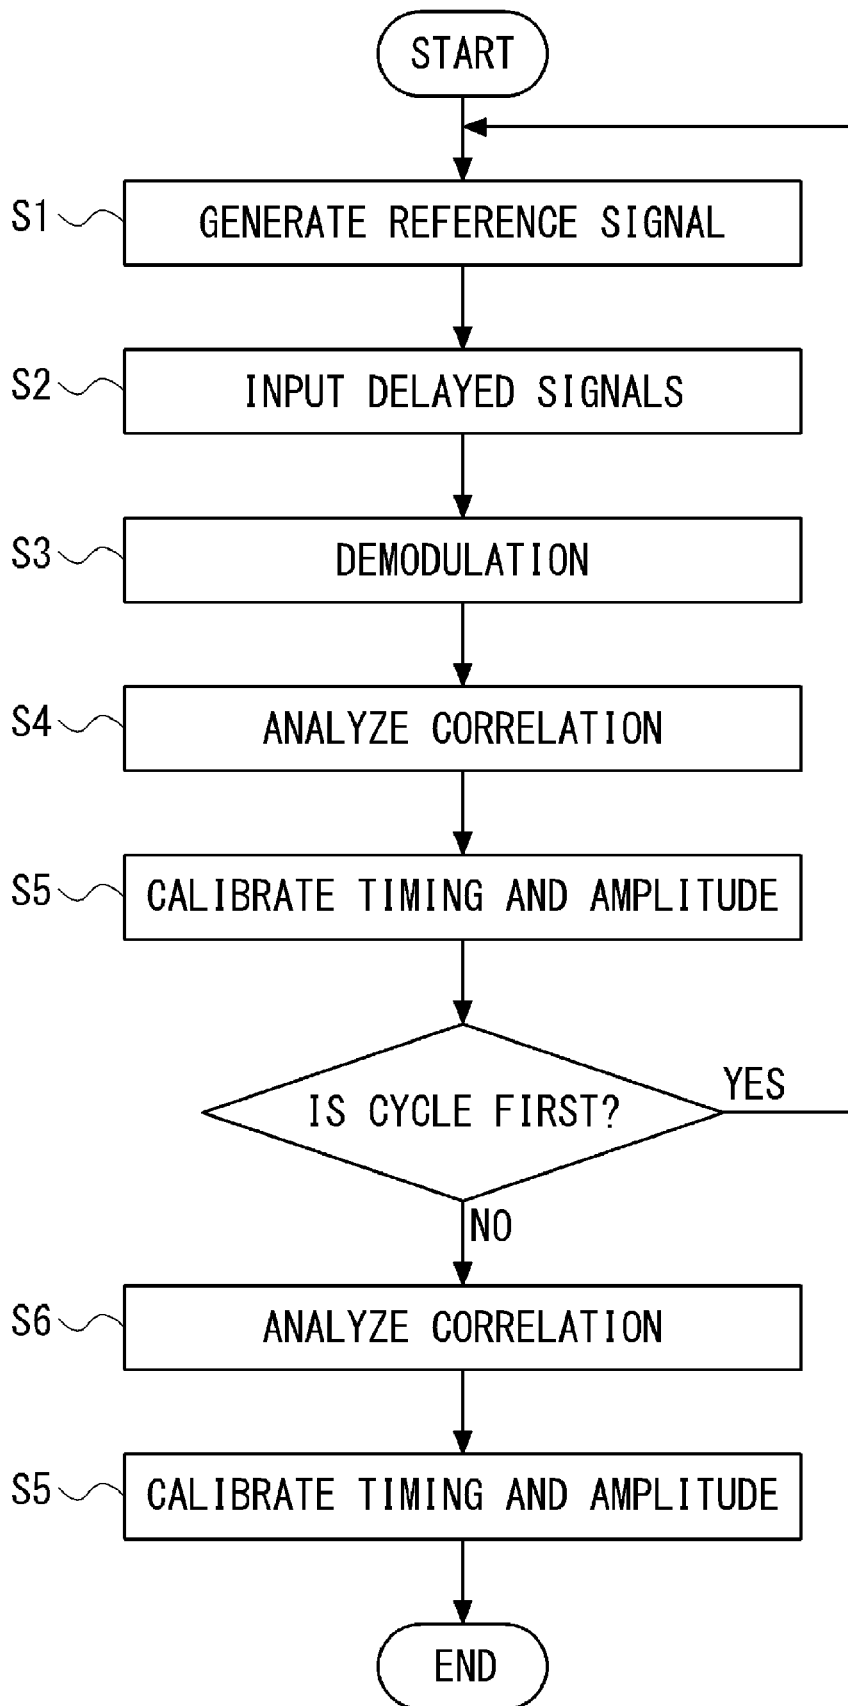 START
S1 GENERATE REFERENCE SIGNAL
S2 INPUT DELAYED SIGNALS
S3 DEMODULATION
S4 ANALYZE CORRELATION
S5 CALIBRATE TIMING AND AMPLITUDE
IS CYCLE FIRST?
YES
NO
S6 ANALYZE CORRELATION
S5 CALIBRATE TIMING AND AMPLITUDE
END